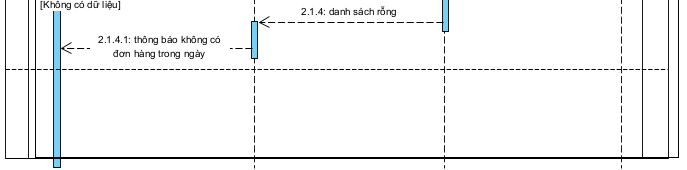 [Không có dữ liệu]
2.1.4: danh sách rỗng
2.1.4.1: thông báo không có
đơn hàng trong ngày